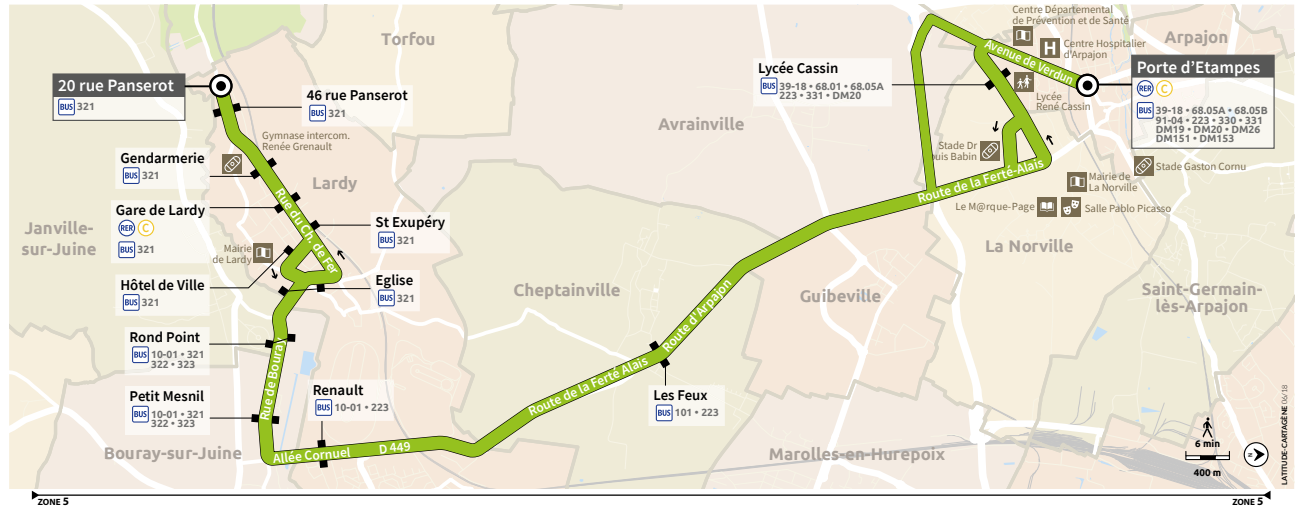 Centre Départemental
de Prévention et de Santé
Torfou
Arpajon
H
Centre Hospitalier
d'Arpajon
Avenue de Verdun
Porte d'Etampes
RER C
BUS 39-18 • 68.05A • 68.05B
91-04 • 223 • 330 • 331
DM19 • DM20 • DM26
DM151 • DM153
Lycée Cassin
BUS 39-18 • 68.01 • 68.05A
223 • 331 • DM20
Lycée
René Cassin
20 rue Panserot
BUS 321
46 rue Panserot
BUS 321
Avrainville
Gymnase intercom.
Renée Grenault
Gendarmerie
BUS 321
Lardy
Stade Dr
ouis Babin
Stade Gaston Cornu
Route de la Ferté-Alais
Mairie de
La Norville
Le M@rque-Page
Salle Pablo Picasso
Rue du Ch. de Fer
Gare de Lardy
RER C
BUS 321
St Exupéry
BUS 321
Janville-
sur-Juine
Mairie
de Lardy
La Norville
Hôtel de Ville
BUS 321
Eglise
BUS 321
Cheptainville
Guibeville
Saint-Germain-
lès-Arpajon
Route d'Arpajon
Rond Point
BUS 10-01 • 321
322 • 323
Rue de Bouray
Route de la Ferté Alais
Petit Mesnil
BUS 10-01 • 321
322 • 323
Renault
BUS 10-01 • 223
Les Feux
BUS 101 • 223
Bouray-sur-Juine
Allée Cornuel
D 449
Marolles-en-Hurepoix
6 min
400 m
N
LATITUDE-CARTAGÈNE 06/18
ZONE 5
ZONE 5